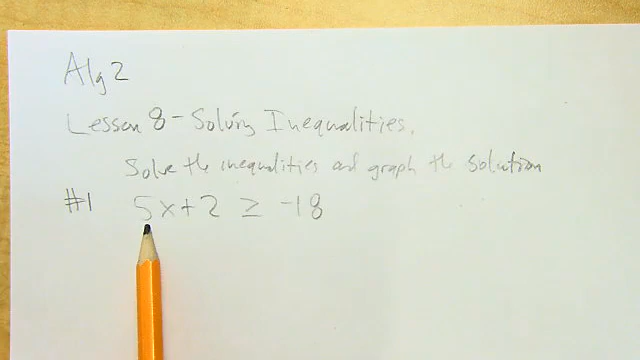 Alg 2
Lesson 8 - Solving Inequalities.
Solve the inequalities and graph the solution
#1 5x+2 ≥ -18